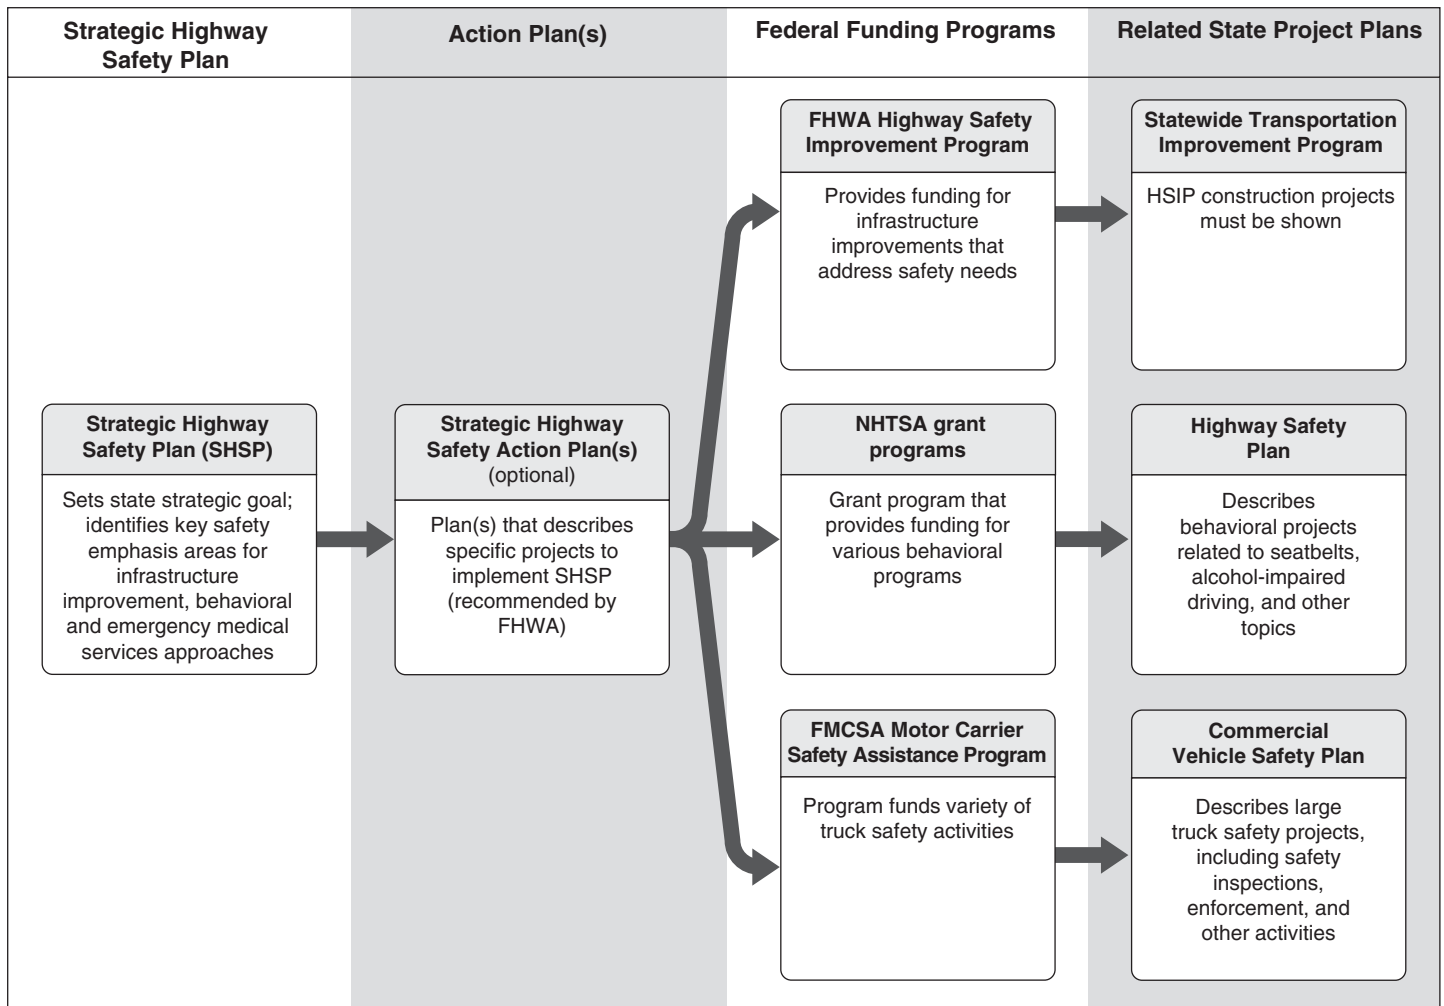 Strategic Highway
Safety Plan
Action Plan(s)
Federal Funding Programs
Related State Project Plans
Strategic Highway
Safety Plan (SHSP)
Sets state strategic goal;
identifies key safety
emphasis areas for
infrastructure
improvement, behavioral
and emergency medical
services approaches
Strategic Highway
Safety Action Plan(s)
(optional)
Plan(s) that describes
specific projects to
implement SHSP
(recommended by
FHWA)
FHWA Highway Safety
Improvement Program
Provides funding for
infrastructure
improvements that
address safety needs
Statewide Transportation
Improvement Program
HSIP construction projects
must be shown
NHTSA grant
programs
Grant program that
provides funding for
various behavioral
programs
Highway Safety
Plan
Describes
behavioral projects
related to seatbelts,
alcohol-impaired
driving, and other
topics
FMCSA Motor Carrier
Safety Assistance Program
Program funds variety of
truck safety activities
Commercial
Vehicle Safety Plan
Describes large
truck safety projects,
including safety
inspections,
enforcement, and
other activities